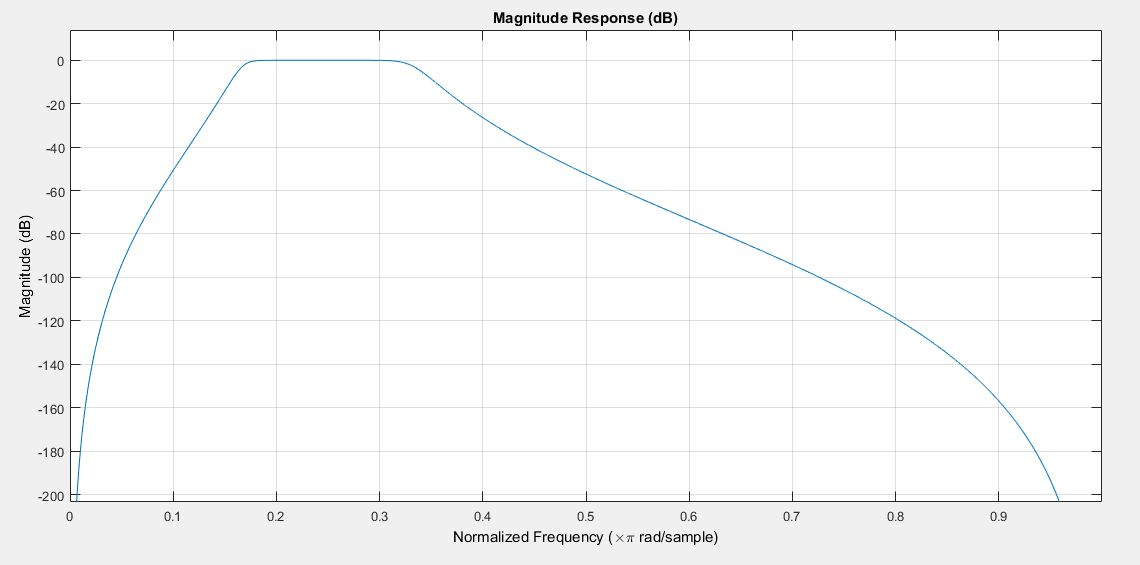 Magnitude Response (dB)
Magnitude (dB)
0
-20
-40
-60
-80
-100
-120
-140
-160
-180
-200
0 0.1 0.2 0.3 0.4 0.5 0.6 0.7 0.8 0.9
Normalized Frequency (×π rad/sample)